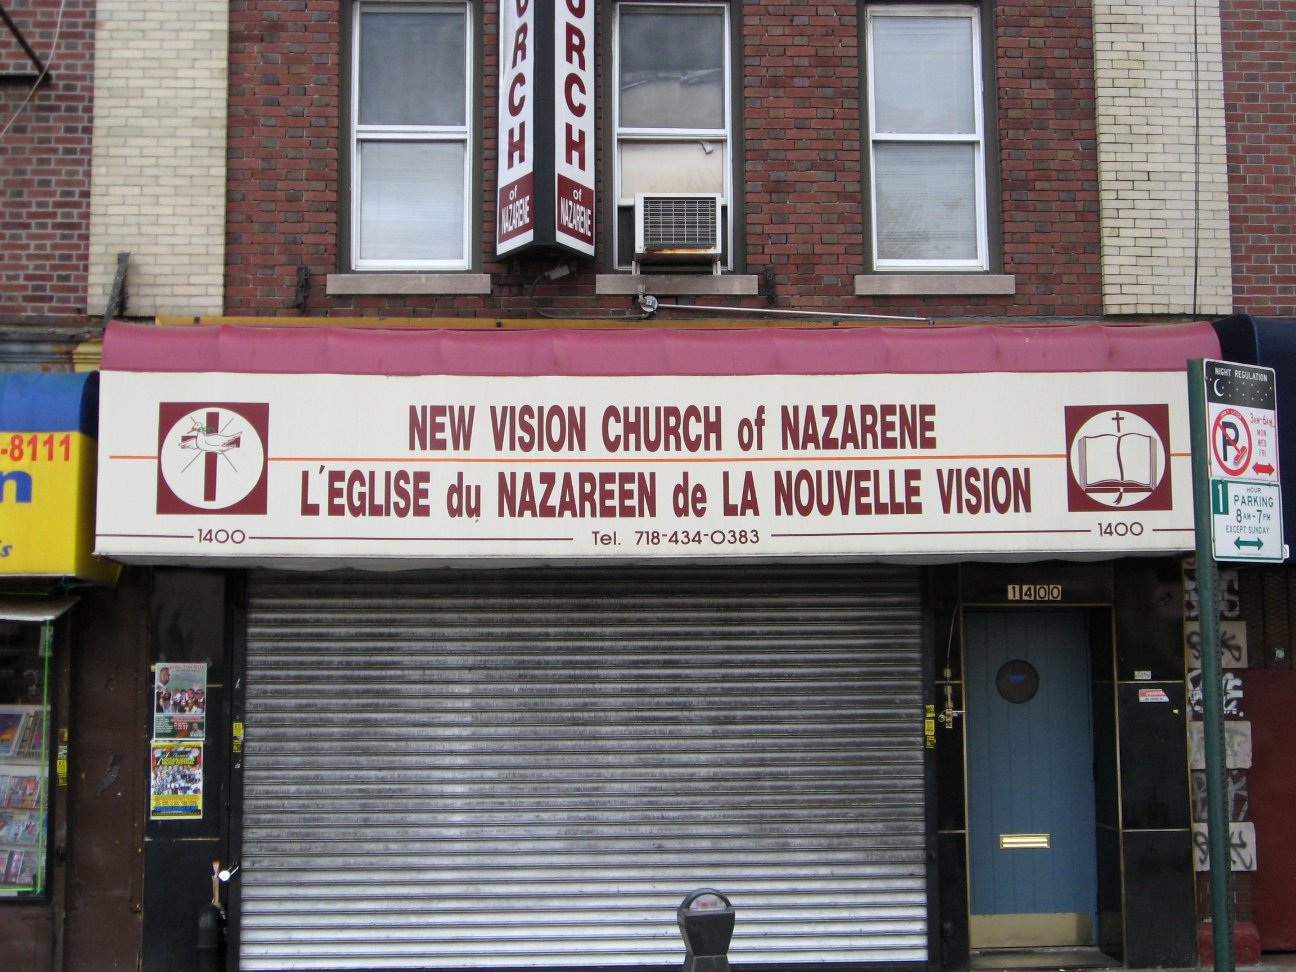 URCH
of
NAZARENE
URCH
of
NAZARENE
NEW VISION CHURCH of NAZARENE
L'EGLISE du NAZAREEN de LA NOUVELLE VISION
1400
Tel. 718-434-0383
1400
-8111
NIGHT REGULATION
3AM-6AM
MON
WED
FRI
P
1 HOUR
PARKING
8AM-7PM
EXCEPT SUNDAY
1400